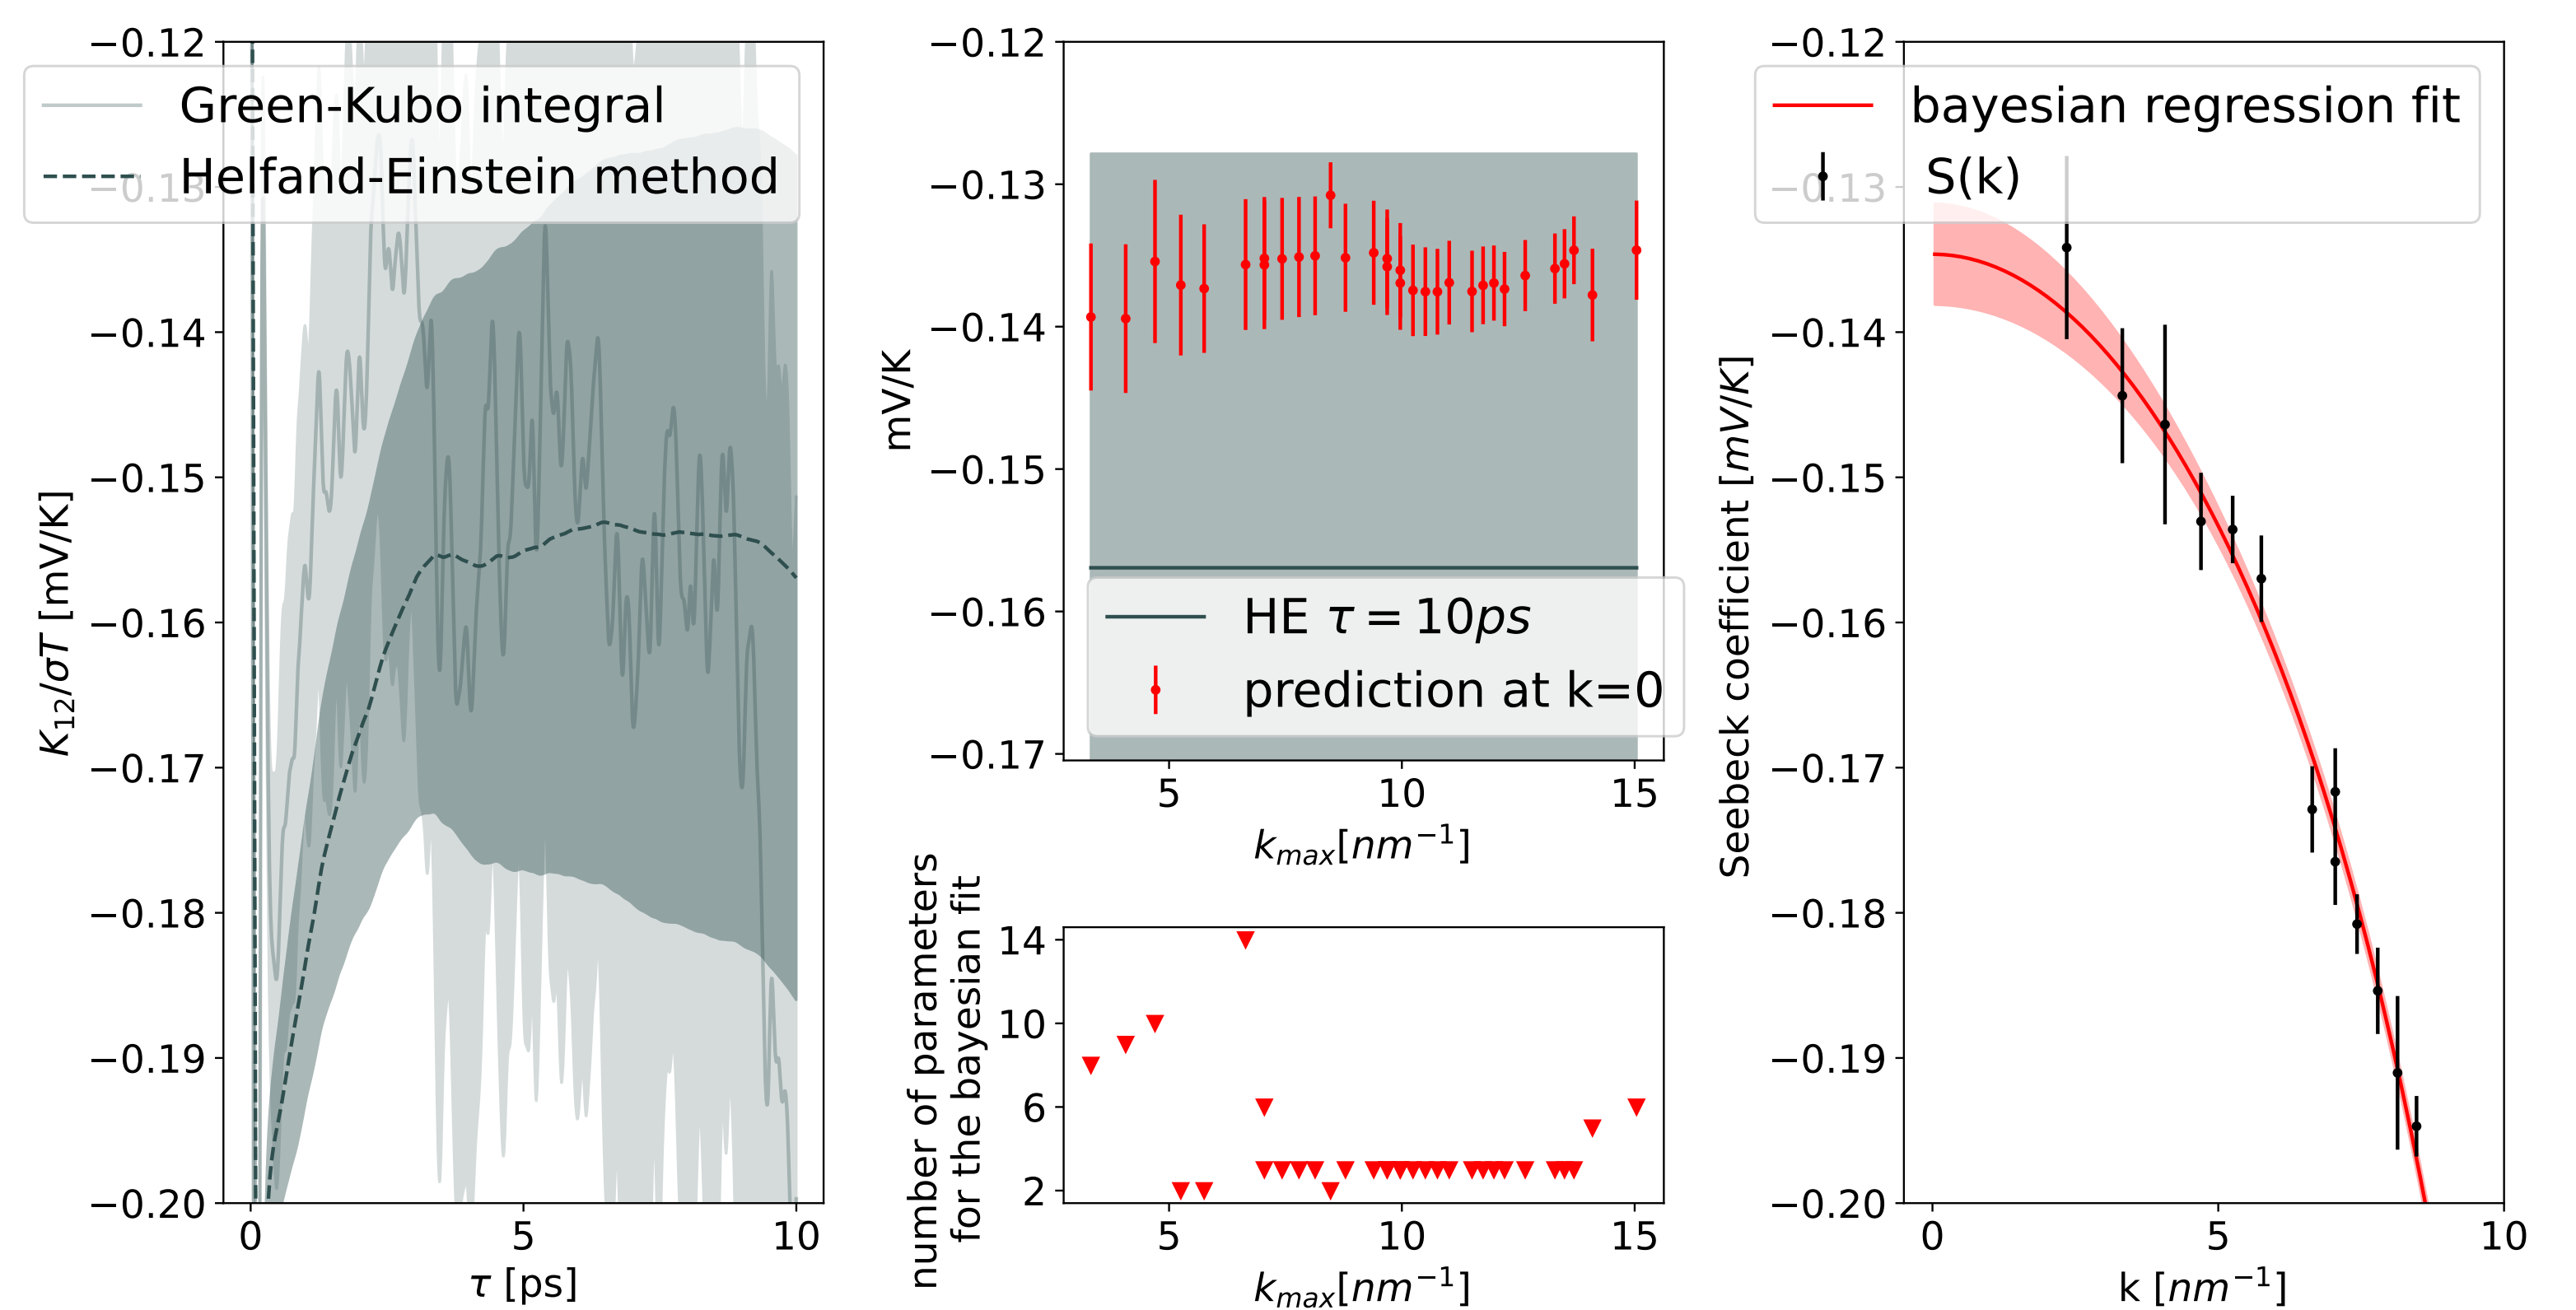 −0.12
−0.13
−0.14
−0.15
−0.16
−0.17
−0.18
−0.19
−0.20
K₁₂/σT [mV/K]
Green-Kubo integral
Helfand-Einstein method
0
5
10
τ [ps]
−0.12
−0.13
−0.14
−0.15
−0.16
−0.17
mV/K
HE τ = 10ps
prediction at k=0
5
10
15
kₘₐₓ[nm⁻¹]
number of parameters
for the bayesian fit
14
10
6
2
5
10
15
kₘₐₓ[nm⁻¹]
−0.12
−0.13
−0.14
−0.15
−0.16
−0.17
−0.18
−0.19
−0.20
Seebeck coefficient [mV/K]
bayesian regression fit
S(k)
0
5
10
k [nm⁻¹]